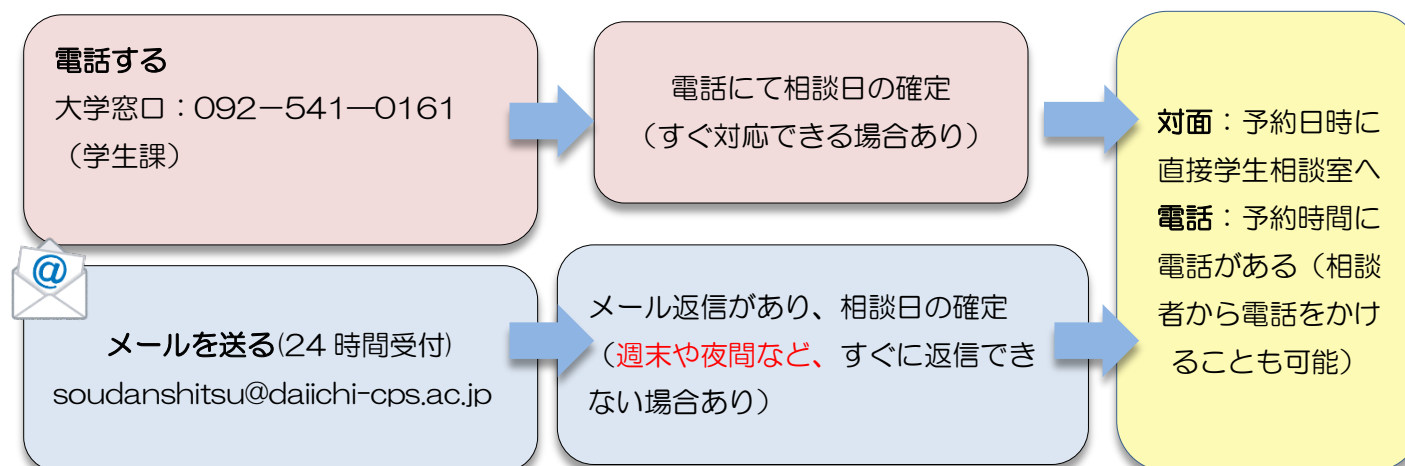 電話する
大学窓口：092－541―0161
（学生課）
電話にて相談日の確定
（すぐ対応できる場合あり）
@
メールを送る(24 時間受付)
soudanshitsu@daiichi-cps.ac.jp
メール返信があり、相談日の確定
（週末や夜間など、すぐに返信でき
ない場合あり）
対面：予約日時に
直接学生相談室へ
電話：予約時間に
電話がある（相談
者から電話をかけ
ることも可能）